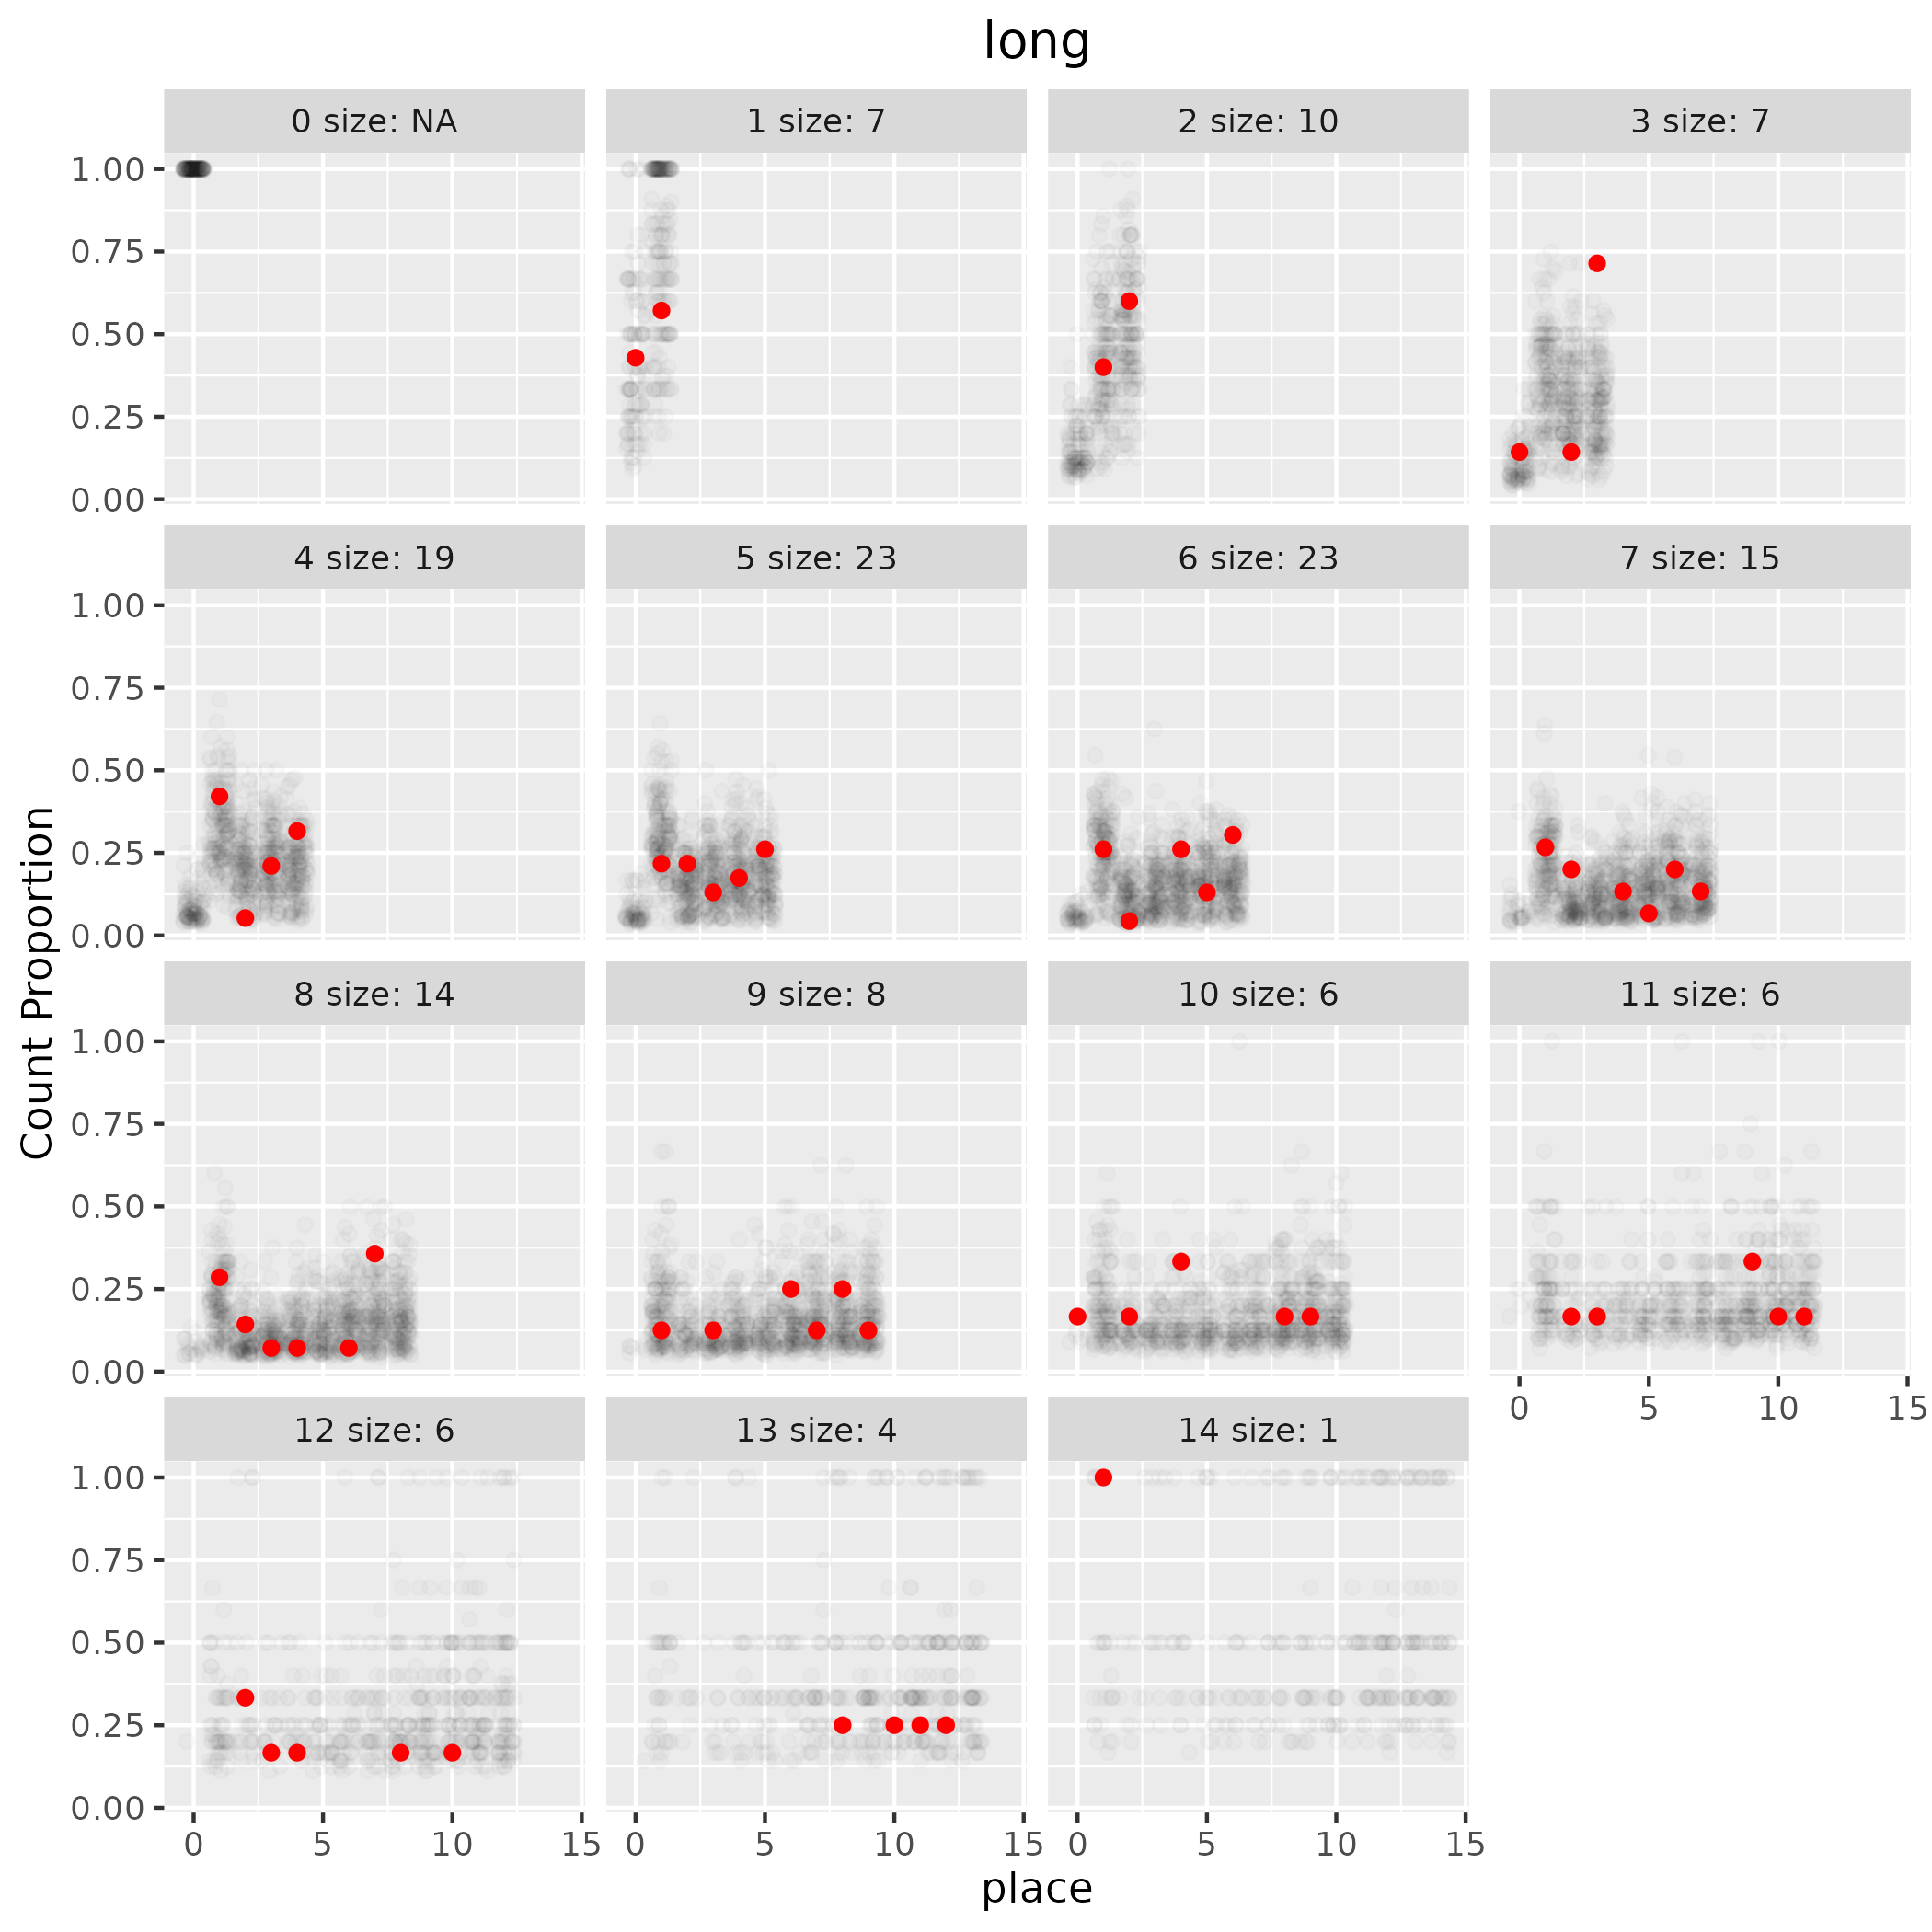 long
0 size: NA
1 size: 7
2 size: 10
3 size: 7
1.00
0.75
0.50
0.25
0.00
4 size: 19
5 size: 23
6 size: 23
7 size: 15
1.00
0.75
0.50
0.25
0.00
Count Proportion
8 size: 14
9 size: 8
10 size: 6
11 size: 6
1.00
0.75
0.50
0.25
0.00
0 5 10 15
12 size: 6
13 size: 4
14 size: 1
1.00
0.75
0.50
0.25
0.00
0 5 10 15
0 5 10 15
0 5 10 15
place